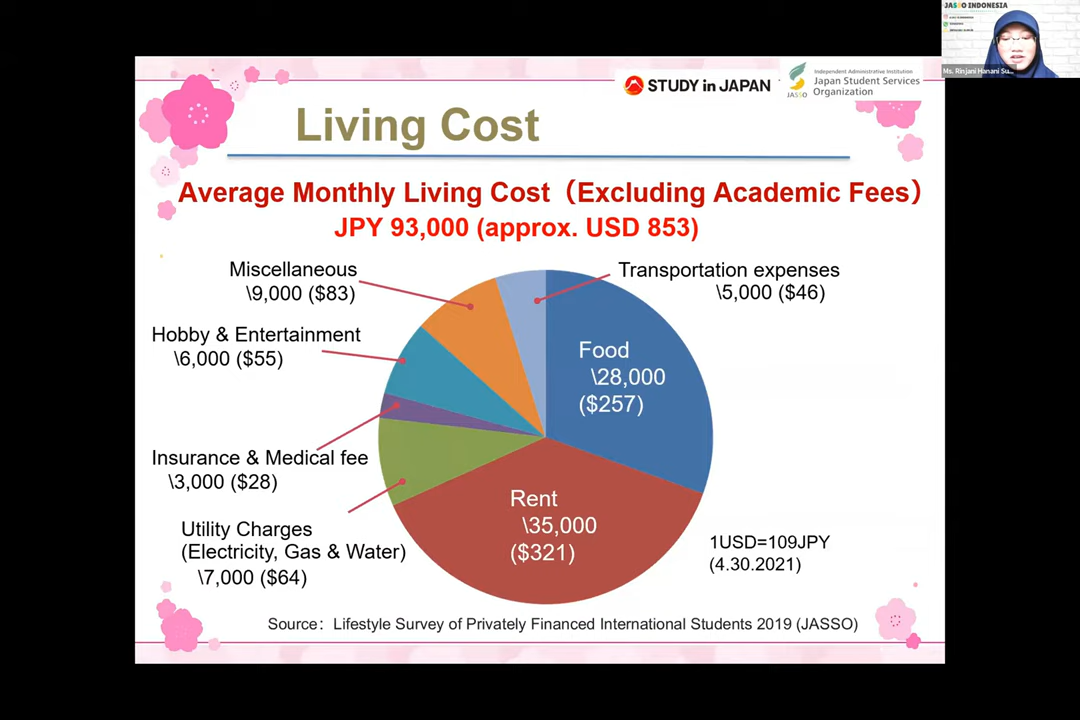 JASSO INDONESIA
Ms. Rinjani Hanani Su...
STUDY in JAPAN
JASSO
Independent Administrative Institution
Japan Student Services
Organization
Living Cost
Average Monthly Living Cost（Excluding Academic Fees）
JPY 93,000 (approx. USD 853)
Miscellaneous
\9,000 ($83)
Transportation expenses
\5,000 ($46)
Hobby & Entertainment
\6,000 ($55)
Food
\28,000
($257)
Insurance & Medical fee
\3,000 ($28)
Rent
\35,000
($321)
Utility Charges
(Electricity, Gas & Water)
\7,000 ($64)
1USD=109JPY
(4.30.2021)
Source： Lifestyle Survey of Privately Financed International Students 2019 (JASSO)